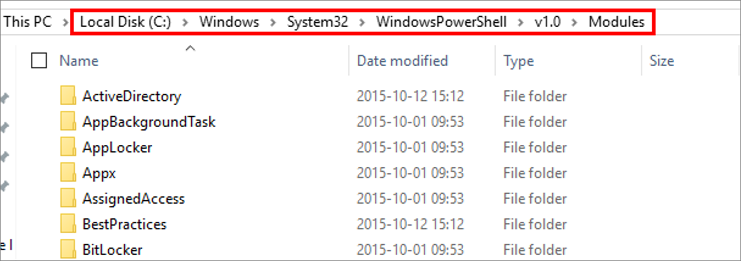 This PC > Local Disk (C:) > Windows > System32 > WindowsPowerShell > v1.0 > Modules
Name Date modified Type Size
ActiveDirectory 2015-10-12 15:12 File folder
AppBackgroundTask 2015-10-01 09:53 File folder
AppLocker 2015-10-01 09:53 File folder
Appx 2015-10-01 09:53 File folder
AssignedAccess 2015-10-01 09:53 File folder
BestPractices 2015-10-12 15:12 File folder
BitLocker 2015-10-01 09:53 File folder